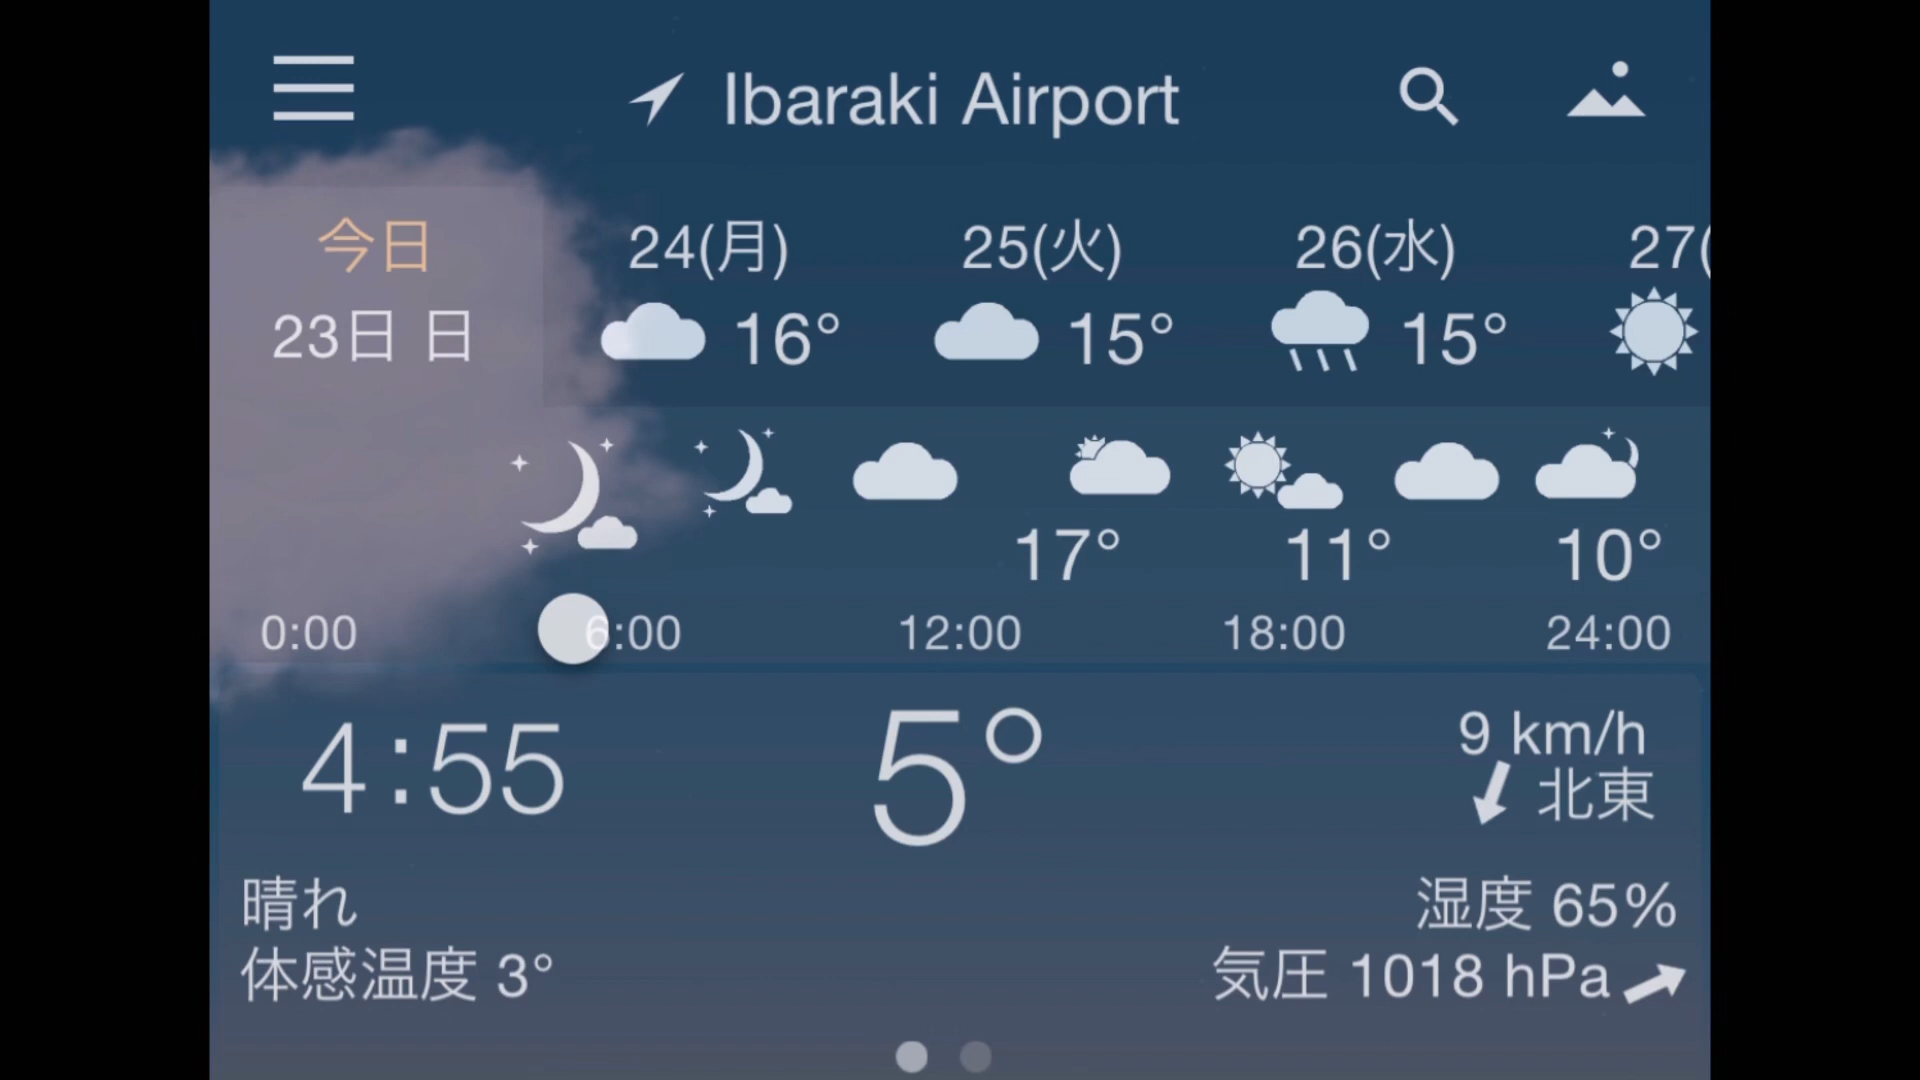 Ibaraki Airport
今日
23日 日
24(月)
16°
25(火)
15°
26(水)
15°
27(
17°
11°
10°
0:00
6:00
12:00
18:00
24:00
4:55
5°
9 km/h
北東
晴れ
湿度 65%
体感温度 3°
気圧 1018 hPa